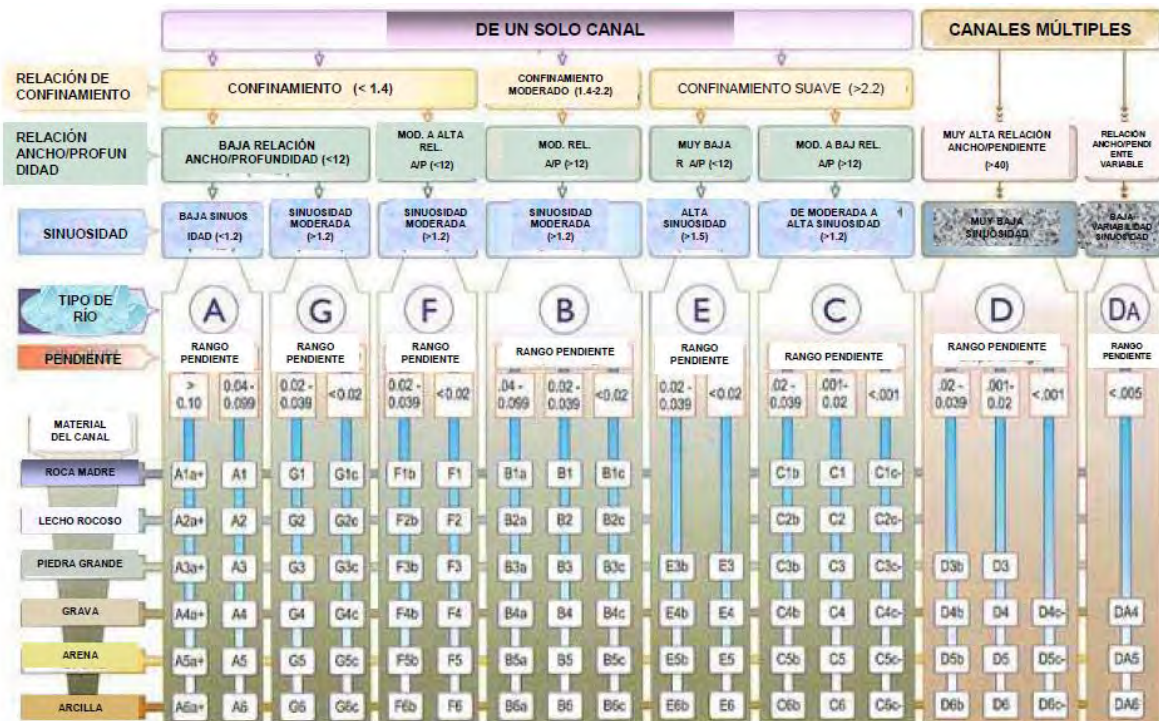 DE UN SOLO CANAL
CANALES MÚLTIPLES
RELACIÓN DE
CONFINAMIENTO
CONFINAMIENTO (< 1.4)
CONFINAMIENTO
MODERADO (1.4-2.2)
CONFINAMIENTO SUAVE (>2.2)
RELACIÓN
ANCHO/PROFUN
DIDAD
BAJA RELACIÓN
ANCHO/PROFUNDIDAD (<12)
MOD. A ALTA
REL.
A/P (<12)
MOD. REL.
A/P (>12)
MUY BAJA
R A/P (<12)
MOD. A BAJ REL.
A/P (>12)
MUY ALTA RELACIÓN
ANCHO/PENDIENTE
(>40)
RELACIÓN
ANCHO/PENDI
ENTE
VARIABLE
SINUOSIDAD
BAJA SINUOS
IDAD (<1.2)
SINUOSIDAD
MODERADA
(>1.2)
SINUOSIDAD
MODERADA
(>1.2)
SINUOSIDAD
MODERADA
(>1.2)
ALTA
SINUOSIDAD
(>1.5)
DE MODERADA A
ALTA SINUOSIDAD
(>1.2)
MUY BAJA
SINUOSIDAD
BAJA-
VARIABILIDAD
SINUOSIDAD
TIPO DE
RÍO
A G F B E C D DA
PENDIENTE
RANGO
PENDIENTE
RANGO
PENDIENTE
RANGO
PENDIENTE
RANGO PENDIENTE
RANGO
PENDIENTE
RANGO PENDIENTE
RANGO PENDIENTE
RANGO
PENDIENTE
>
0.10
0.04-
0.099
0.02-
0.039
<0.02
0.02-
0.039
<0.02
.04-
0.099
0.02-
0.039
<0.02
0.02-
0.039
<0.02
.02-
0.039
.001-
0.02
<.001
.02-
0.039
.001-
0.02
<.001
<.005
MATERIAL
DEL CANAL
ROCA MADRE A1a+ A1 G1 G1c F1b F1 B1a B1 B1c C1b C1 C1c-
LECHO ROCOSO A2a+ A2 G2 G2c F2b F2 B2a B2 B2c C2b C2 C2c-
PIEDRA GRANDE A3a+ A3 G3 G3c F3b F3 B3a B3 B3c E3b E3 C3b C3 C3c- D3b D3
GRAVA A4a+ A4 G4 G4c F4b F4 B4a B4 B4c E4b E4 C4b C4 C4c- D4b D4 D4c- DA4
ARENA A5a+ A5 G5 G5c F5b F5 B5a B5 B5c E5b E5 C5b C5 C5c- D5b D5 D5c- DA5
ARCILLA A6a+ A6 G6 G6c F6b F6 B6a B6 B6c E6b E6 C6b C6 C6c- D6b D6 D6c- DA6